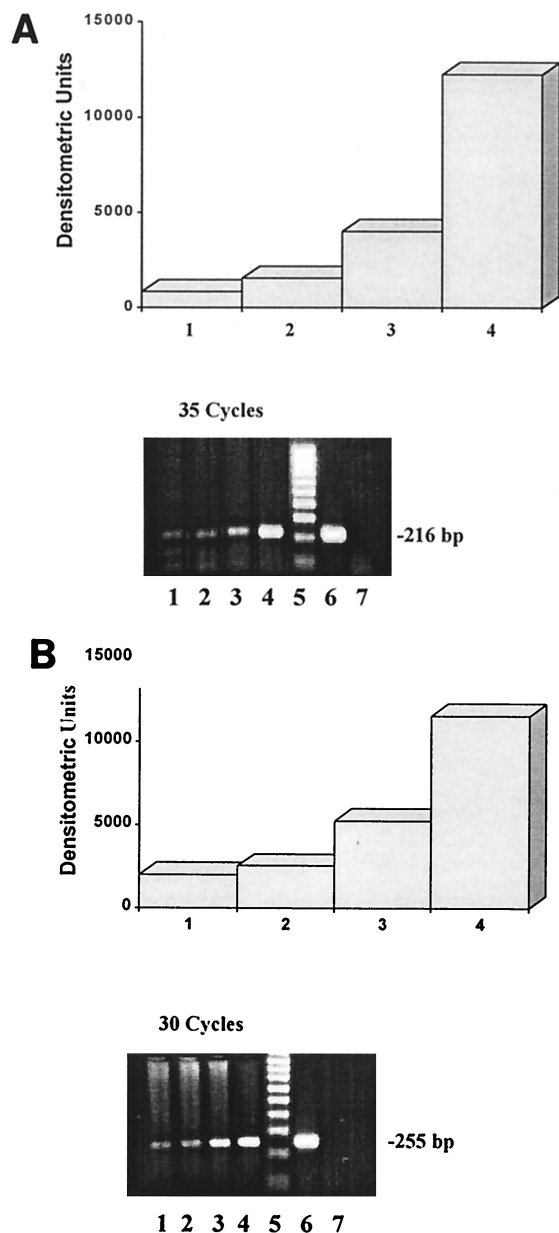 A
15000
Densitometric Units
10000
5000
0
1 2 3 4
35 Cycles
-216 bp
1 2 3 4 5 6 7
B
15000
Densitometric Units
10000
5000
0
1 2 3 4
30 Cycles
-255 bp
1 2 3 4 5 6 7